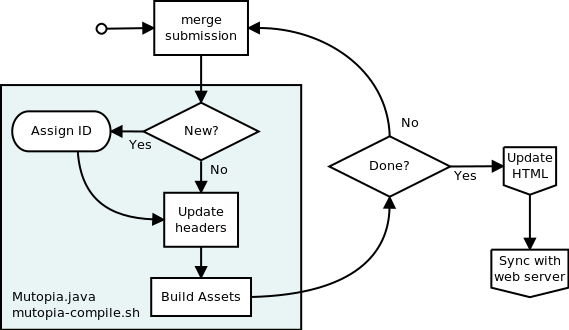 merge
submission
New?
Assign ID
Yes
No
Update
headers
Build Assets
Mutopia.java
mutopia-compile.sh
Done?
No
Yes
Update
HTML
Sync with
web server